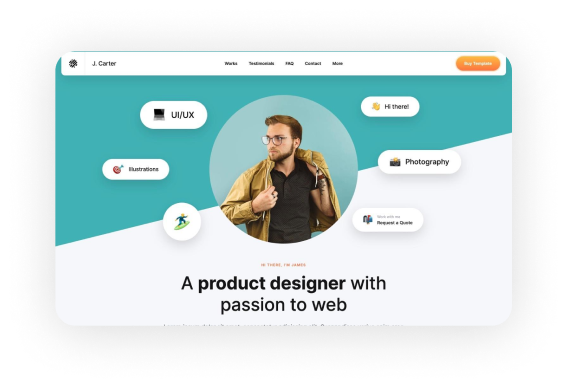 J. Carter
Works
Testimonials
FAQ
Contact
More
Buy Template
UI/UX
Hi there!
Illustrations
Photography
Work with me
Request a Quote
HI THERE, I'M JAMES
A product designer with
passion to web